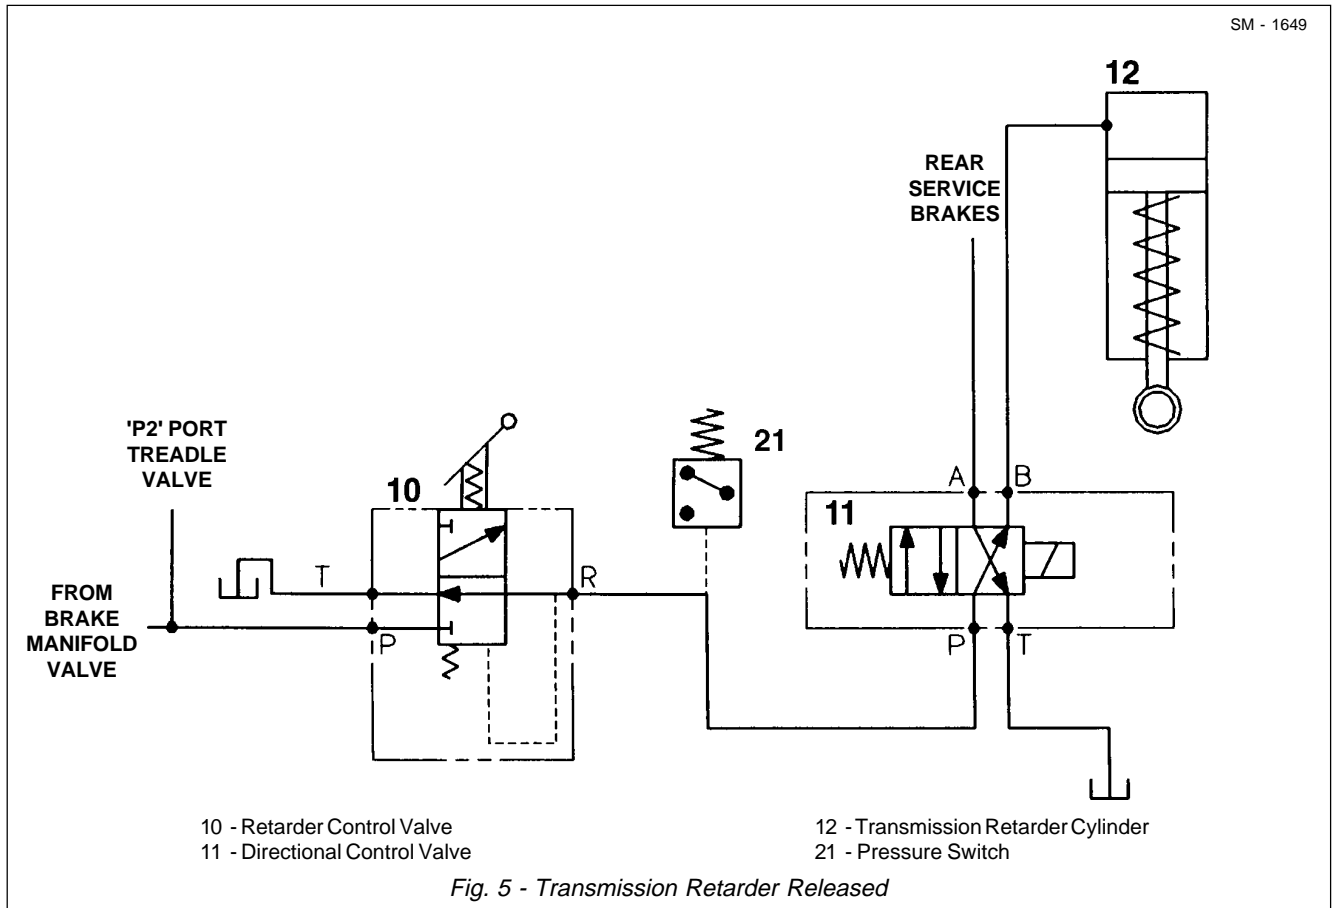 SM - 1649
12
REAR
SERVICE
BRAKES
'P2' PORT
TREADLE
VALVE
21
10
A
B
11
T
R
FROM
BRAKE
MANIFOLD
VALVE
P
P
T
10 - Retarder Control Valve
11 - Directional Control Valve
12 - Transmission Retarder Cylinder
21 - Pressure Switch
Fig. 5 - Transmission Retarder Released